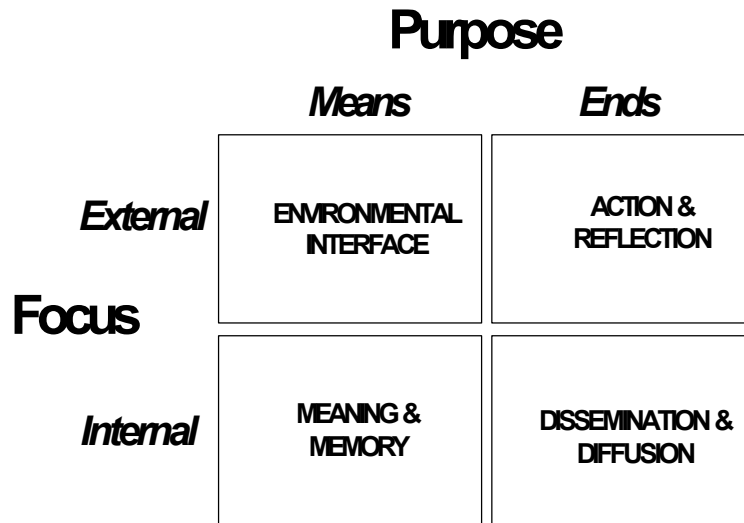 Purpose
Means Ends
External
ENVIRONMENTAL
INTERFACE
ACTION &
REFLECTION
Focus
Internal
MEANING &
MEMORY
DISSEMINATION &
DIFFUSION